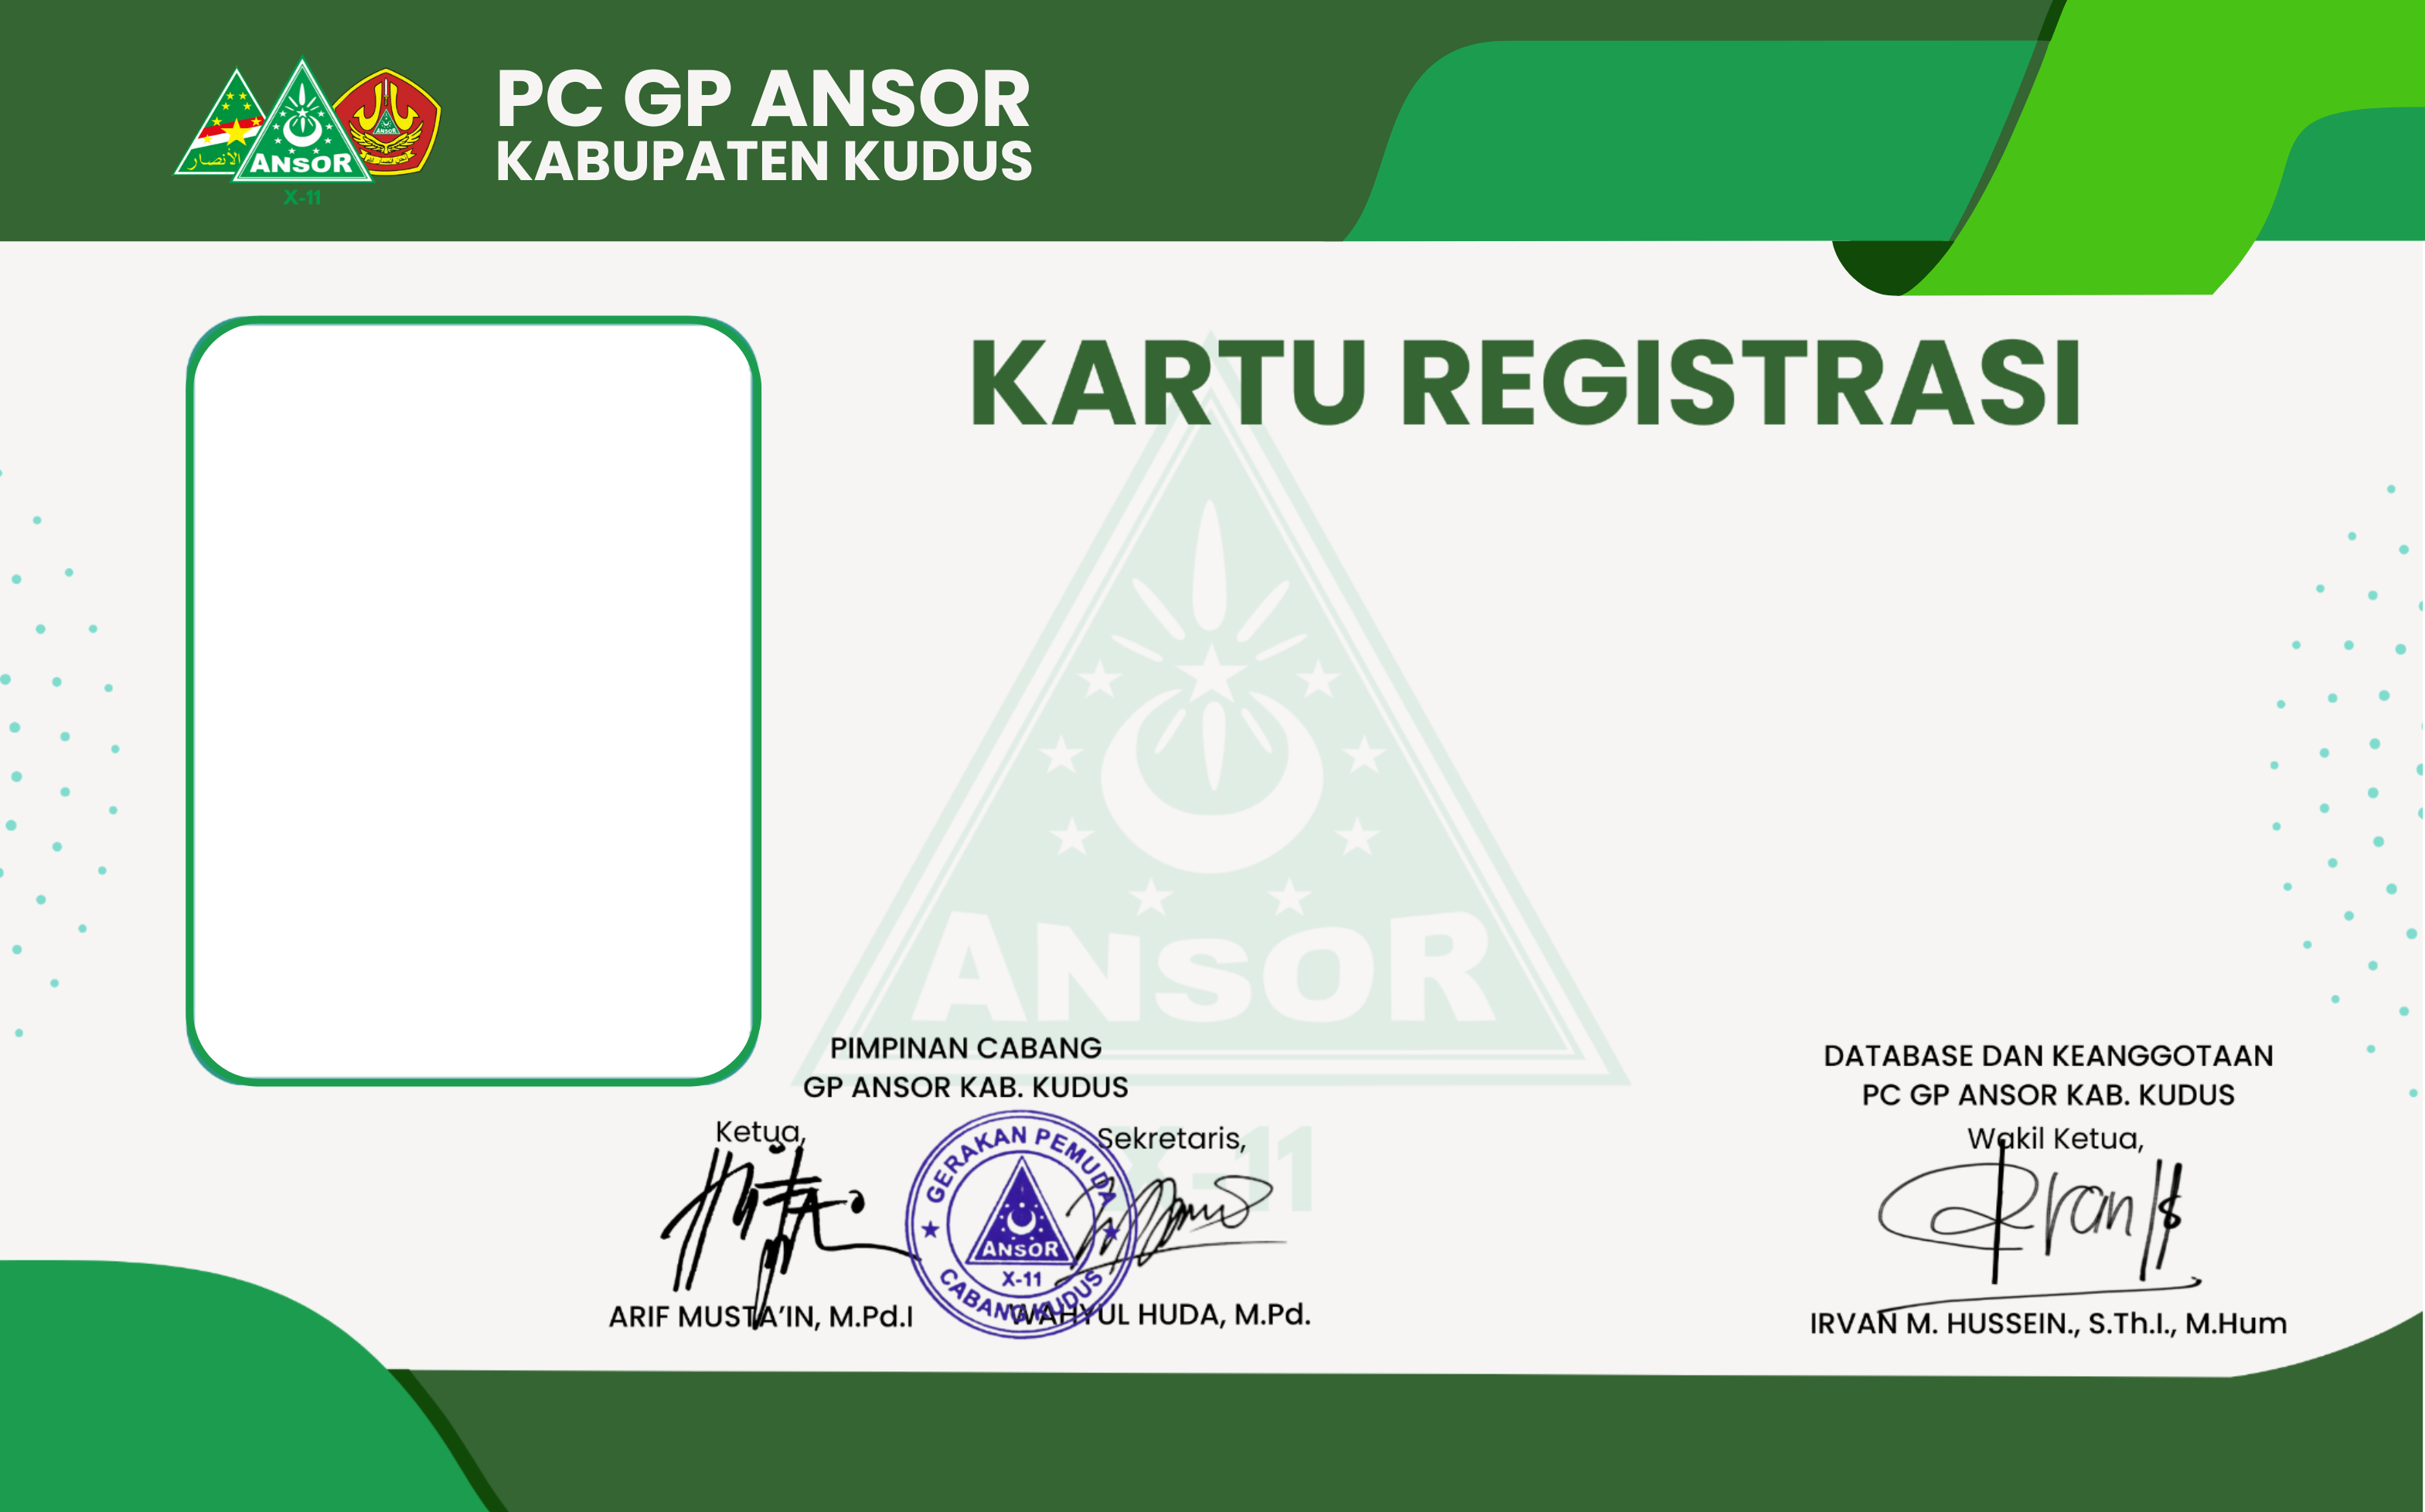 PC GP ANSOR
KABUPATEN KUDUS
الأنصار
ANSOR
X-11
ANSOR
KARTU REGISTRASI
ANSOR
X-11
PIMPINAN CABANG
GP ANSOR KAB. KUDUS
Ketua,
Sekretaris,
GERAKAN PEMUDA
ANSOR
X-11
CABANG KUDUS
ARIF MUSTA'IN, M.Pd.I
WAHYUL HUDA, M.Pd.
DATABASE DAN KEANGGOTAAN
PC GP ANSOR KAB. KUDUS
Wakil Ketua,
IRVAN M. HUSSEIN., S.Th.I., M.Hum